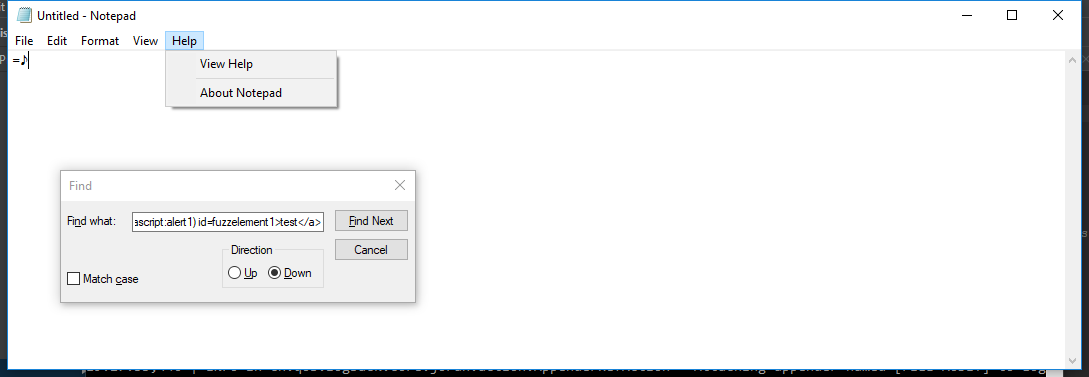 Untitled - Notepad
File Edit Format View Help
=♪
View Help
About Notepad
Find
Find what: ascript:alert1) id=fuzzelement1>test</a> Find Next
Direction
Cancel
Up Down
Match case